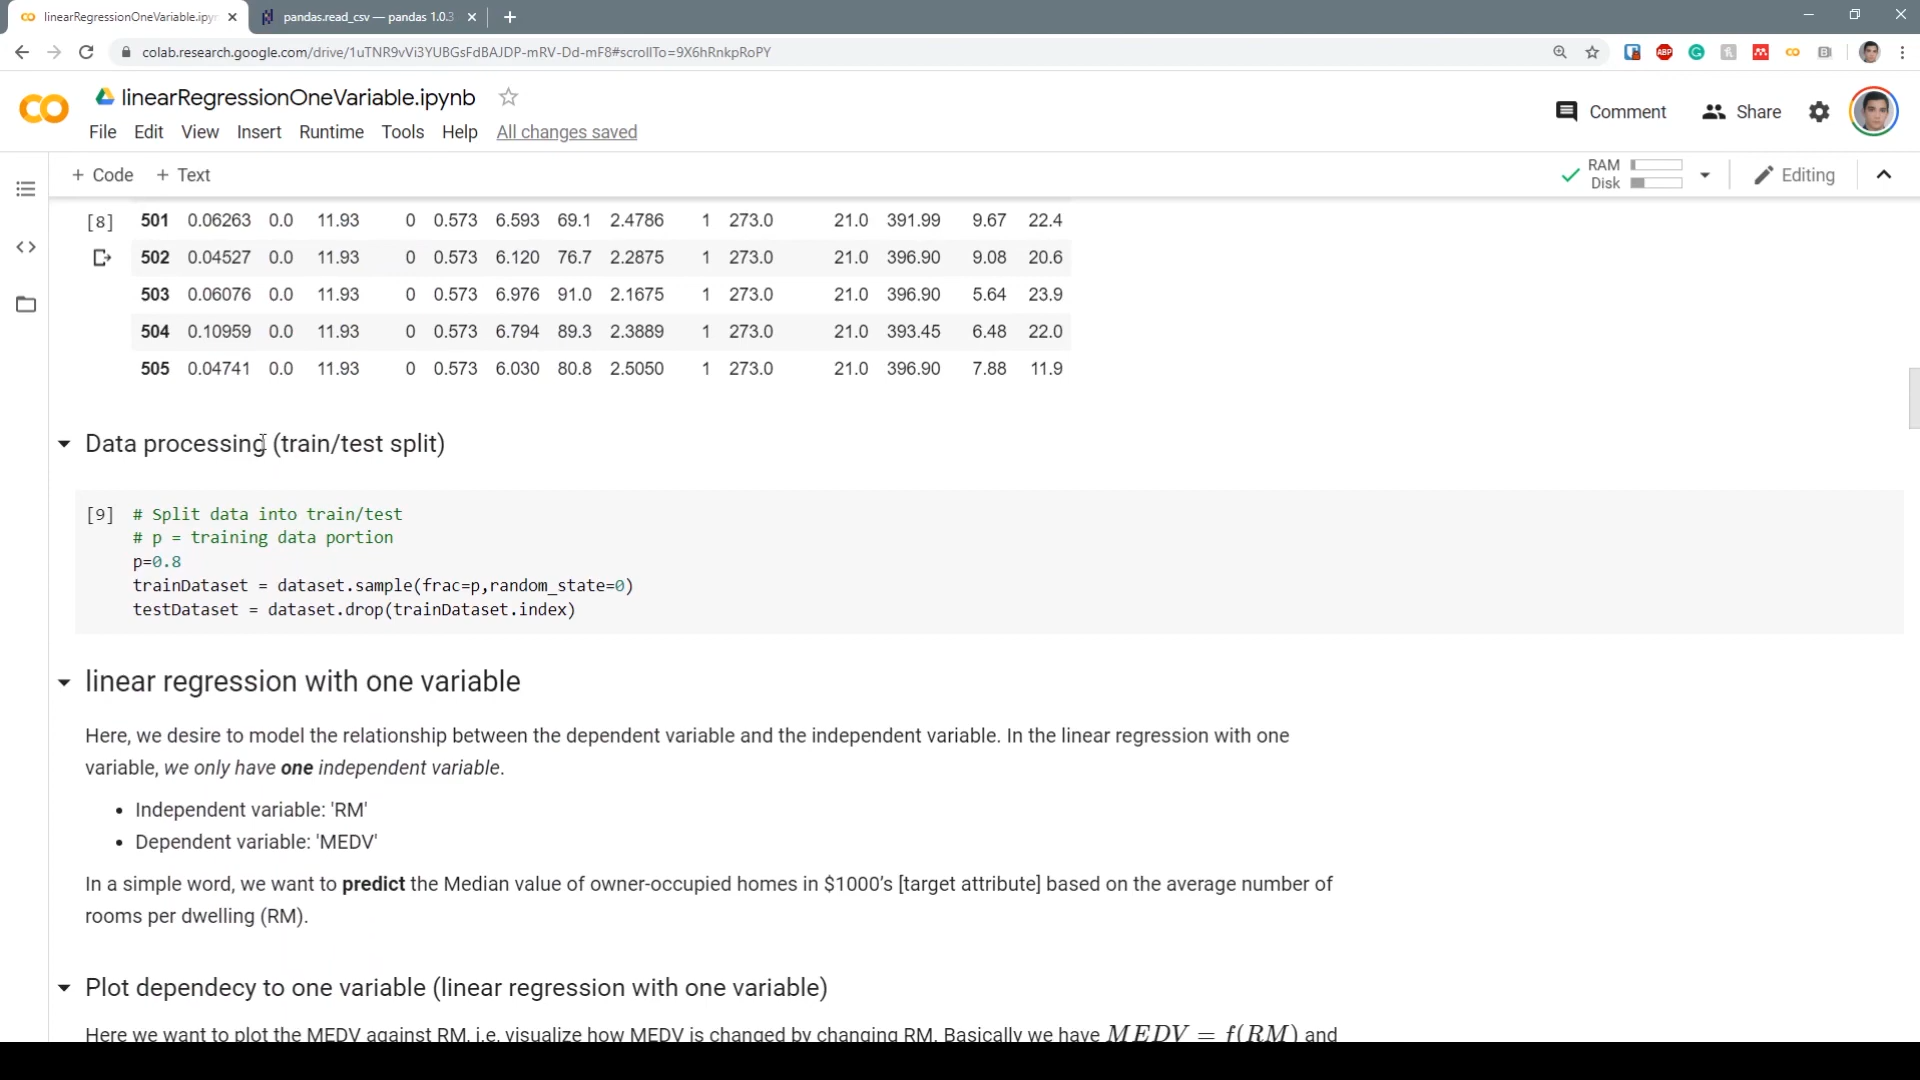 linearRegressionOneVariable.ipyn
pandas.read_csv — pandas 1.0.3
colab.research.google.com/drive/1uTNR9vVi3YUBGsFdBAJDP-mRV-Dd-mF8#scrollTo=9X6hRnkpRoPY
ABP
linearRegressionOneVariable.ipynb
Comment
Share
File Edit View Insert Runtime Tools Help All changes saved
+ Code + Text
RAM
Disk
Editing
[8] 501 0.06263 0.0 11.93 0 0.573 6.593 69.1 2.4786 1 273.0 21.0 391.99 9.67 22.4
502 0.04527 0.0 11.93 0 0.573 6.120 76.7 2.2875 1 273.0 21.0 396.90 9.08 20.6
503 0.06076 0.0 11.93 0 0.573 6.976 91.0 2.1675 1 273.0 21.0 396.90 5.64 23.9
504 0.10959 0.0 11.93 0 0.573 6.794 89.3 2.3889 1 273.0 21.0 393.45 6.48 22.0
505 0.04741 0.0 11.93 0 0.573 6.030 80.8 2.5050 1 273.0 21.0 396.90 7.88 11.9
Data processing (train/test split)
[9] # Split data into train/test
# p = training data portion
p=0.8
trainDataset = dataset.sample(frac=p,random_state=0)
testDataset = dataset.drop(trainDataset.index)
linear regression with one variable
Here, we desire to model the relationship between the dependent variable and the independent variable. In the linear regression with one
variable, we only have one independent variable.
• Independent variable: 'RM'
• Dependent variable: 'MEDV'
In a simple word, we want to predict the Median value of owner-occupied homes in $1000’s [target attribute] based on the average number of
rooms per dwelling (RM).
Plot dependecy to one variable (linear regression with one variable)
Here we want to plot the MEDV against RM, i.e. visualize how MEDV is changed by changing RM. Basically we have MEDV = f(RM) and